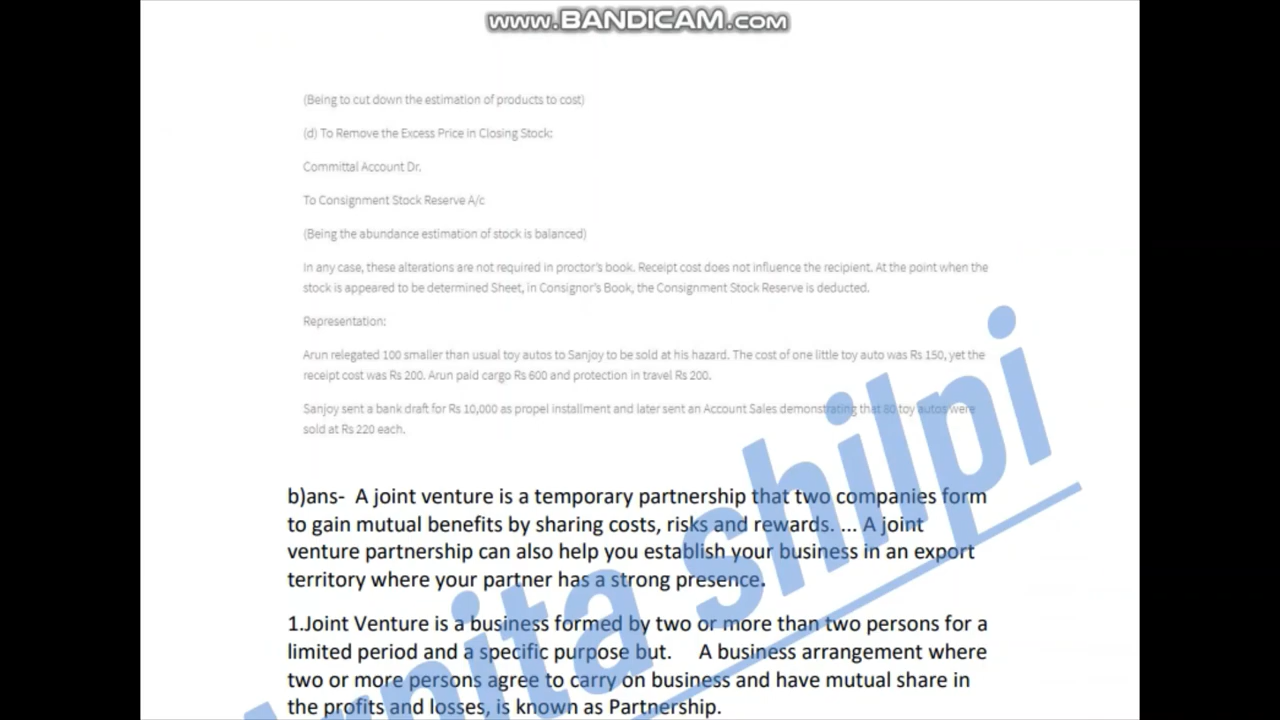 www.BANDICAM.com
(Being to cut down the estimation of products to cost)
(d) To Remove the Excess Price in Closing Stock:
Committal Account Dr.
To Consignment Stock Reserve A/c
(Being the abundance estimation of stock is balanced)
In any case, these alterations are not required in proctor's book. Receipt cost does not influence the recipient. At the point when the
stock is appeared to be determined Sheet, in Consignor's Book, the Consignment Stock Reserve is deducted.
Representation:
Arun relegated 100 smaller than usual toy autos to Sanjoy to be sold at his hazard. The cost of one little toy auto was Rs 150, yet the
receipt cost was Rs 200. Arun paid cargo Rs 600 and protection in travel Rs 200.
Sanjoy sent a bank draft for Rs 10,000 as propel installment and later sent an Account Sales demonstrating that 80 toy autos were
sold at Rs 220 each.
b)ans- A joint venture is a temporary partnership that two companies form
to gain mutual benefits by sharing costs, risks and rewards. ... A joint
venture partnership can also help you establish your business in an export
territory where your partner has a strong presence.
1.Joint Venture is a business formed by two or more than two persons for a
limited period and a specific purpose but. A business arrangement where
two or more persons agree to carry on business and have mutual share in
the profits and losses, is known as Partnership.
shilpi